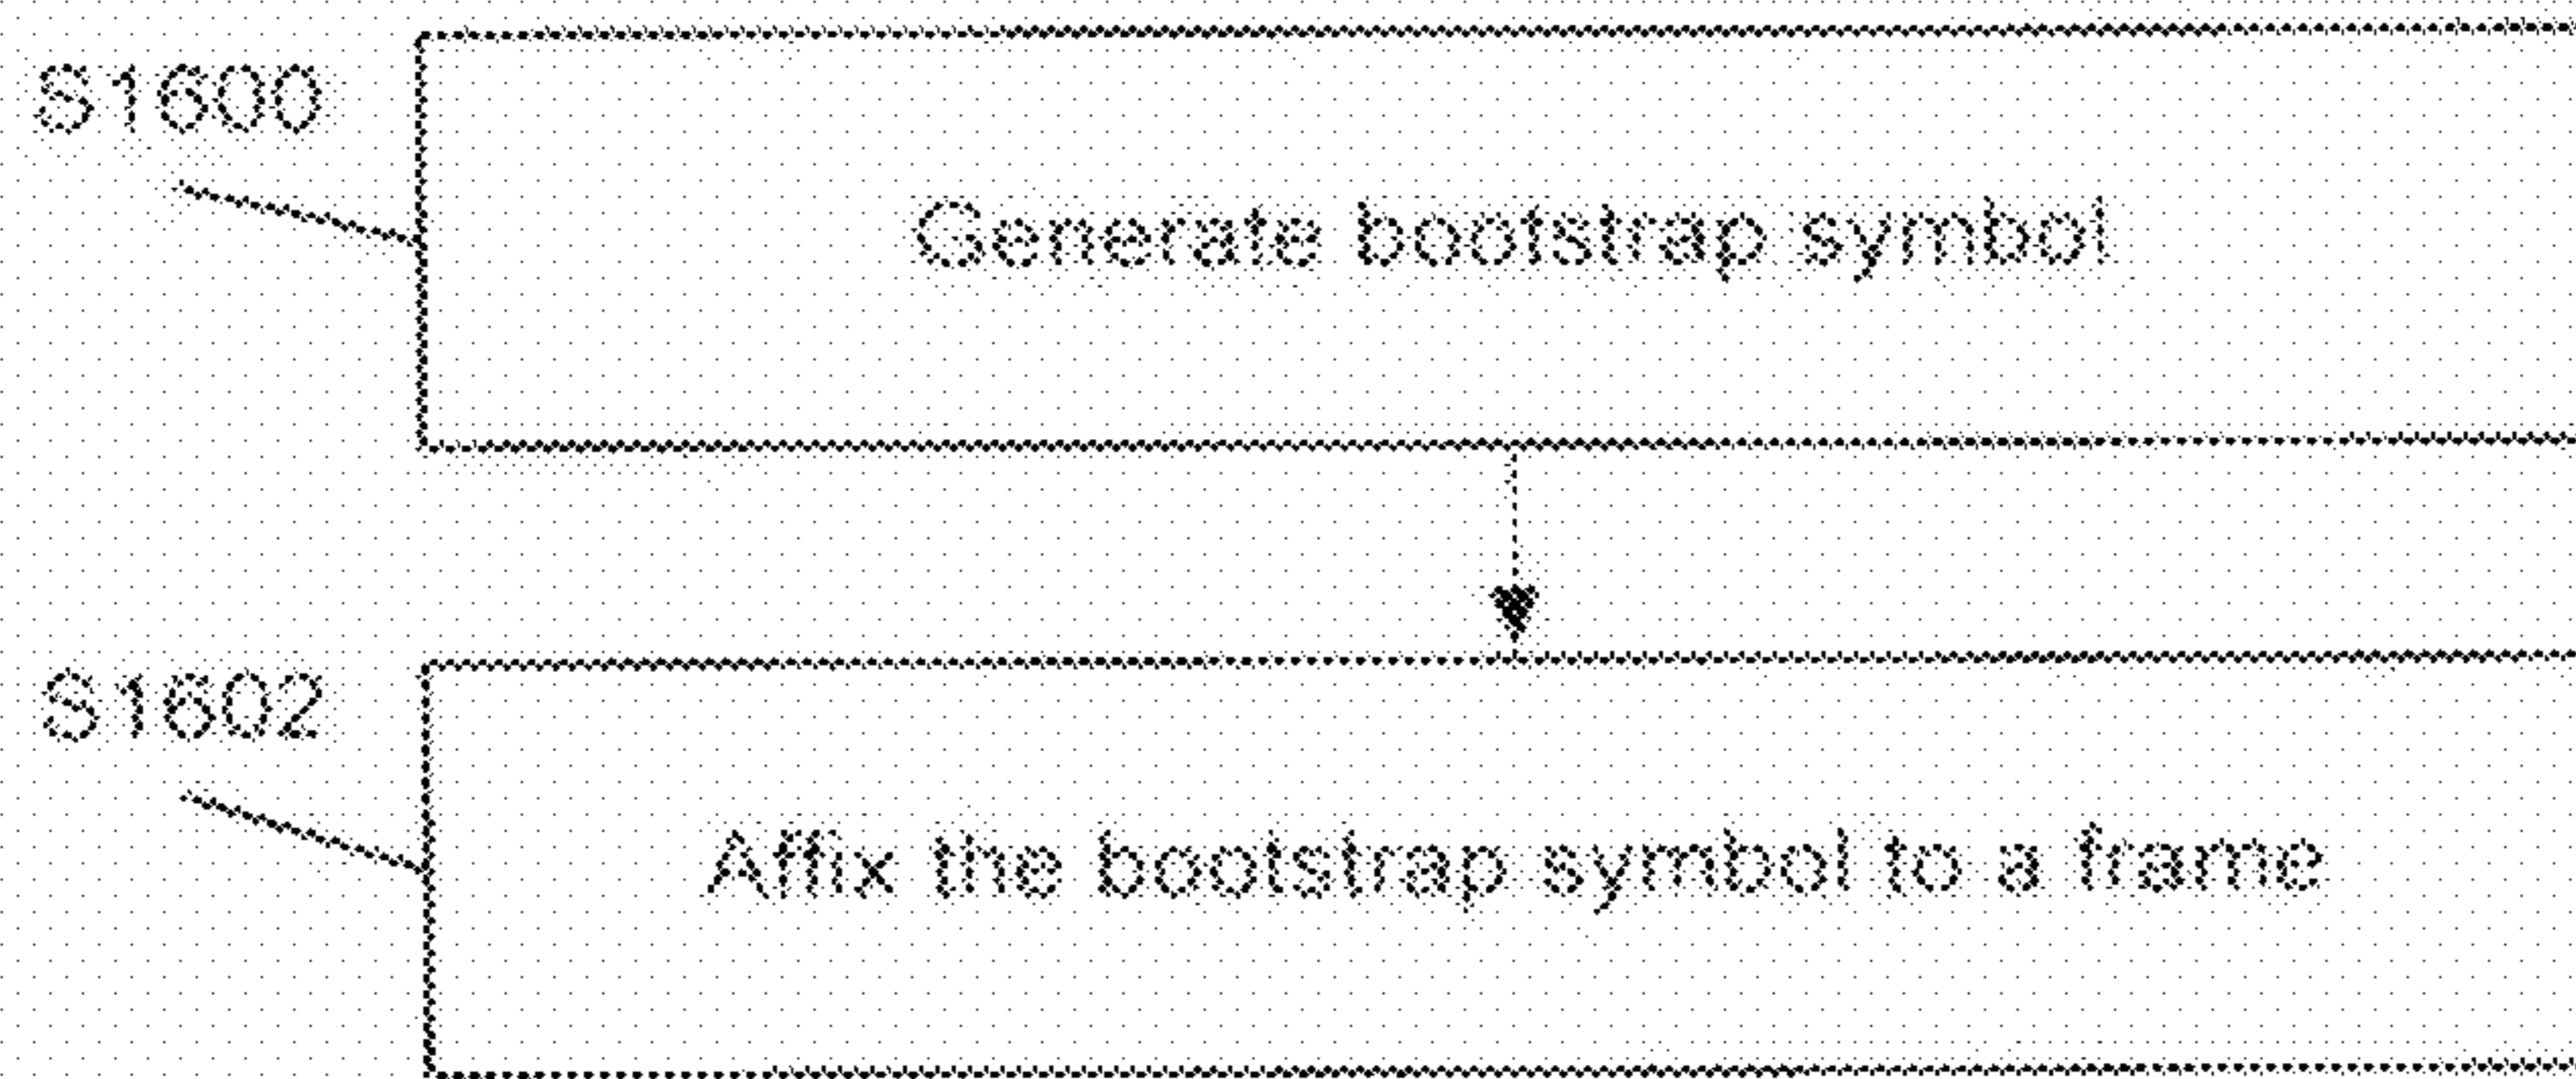 S1600
Generate bootstrap symbol
S1602
Affix the bootstrap symbol to a frame